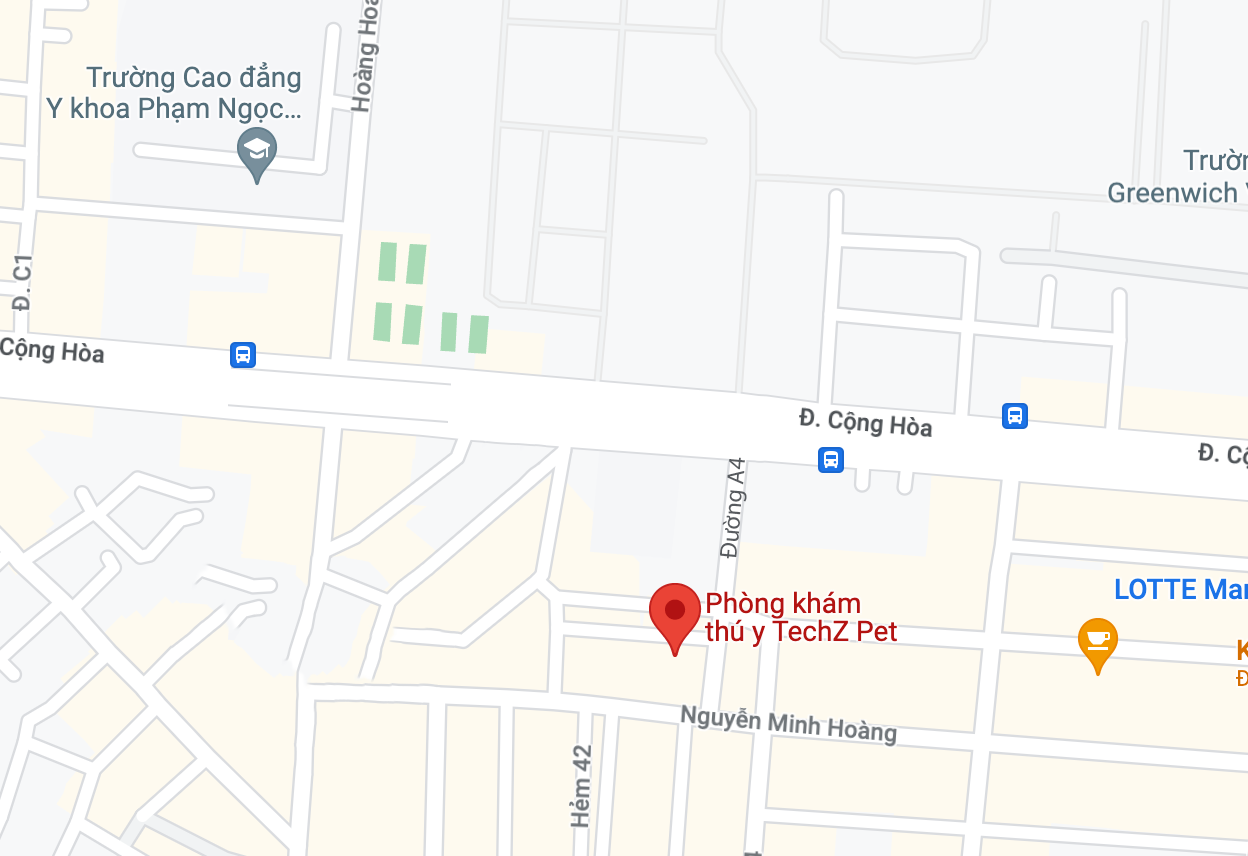 Hoàng Hoa
Trường Cao đẳng
Y khoa Phạm Ngọc...
Trườn
Greenwich V
Đ. C1
Cộng Hòa
Đ. Cộng Hòa
Đ. Cộ
Đường A4
LOTTE Mar
Phòng khám
thú y TechZ Pet
K
Đ
Nguyễn Minh Hoàng
Hẻm 42